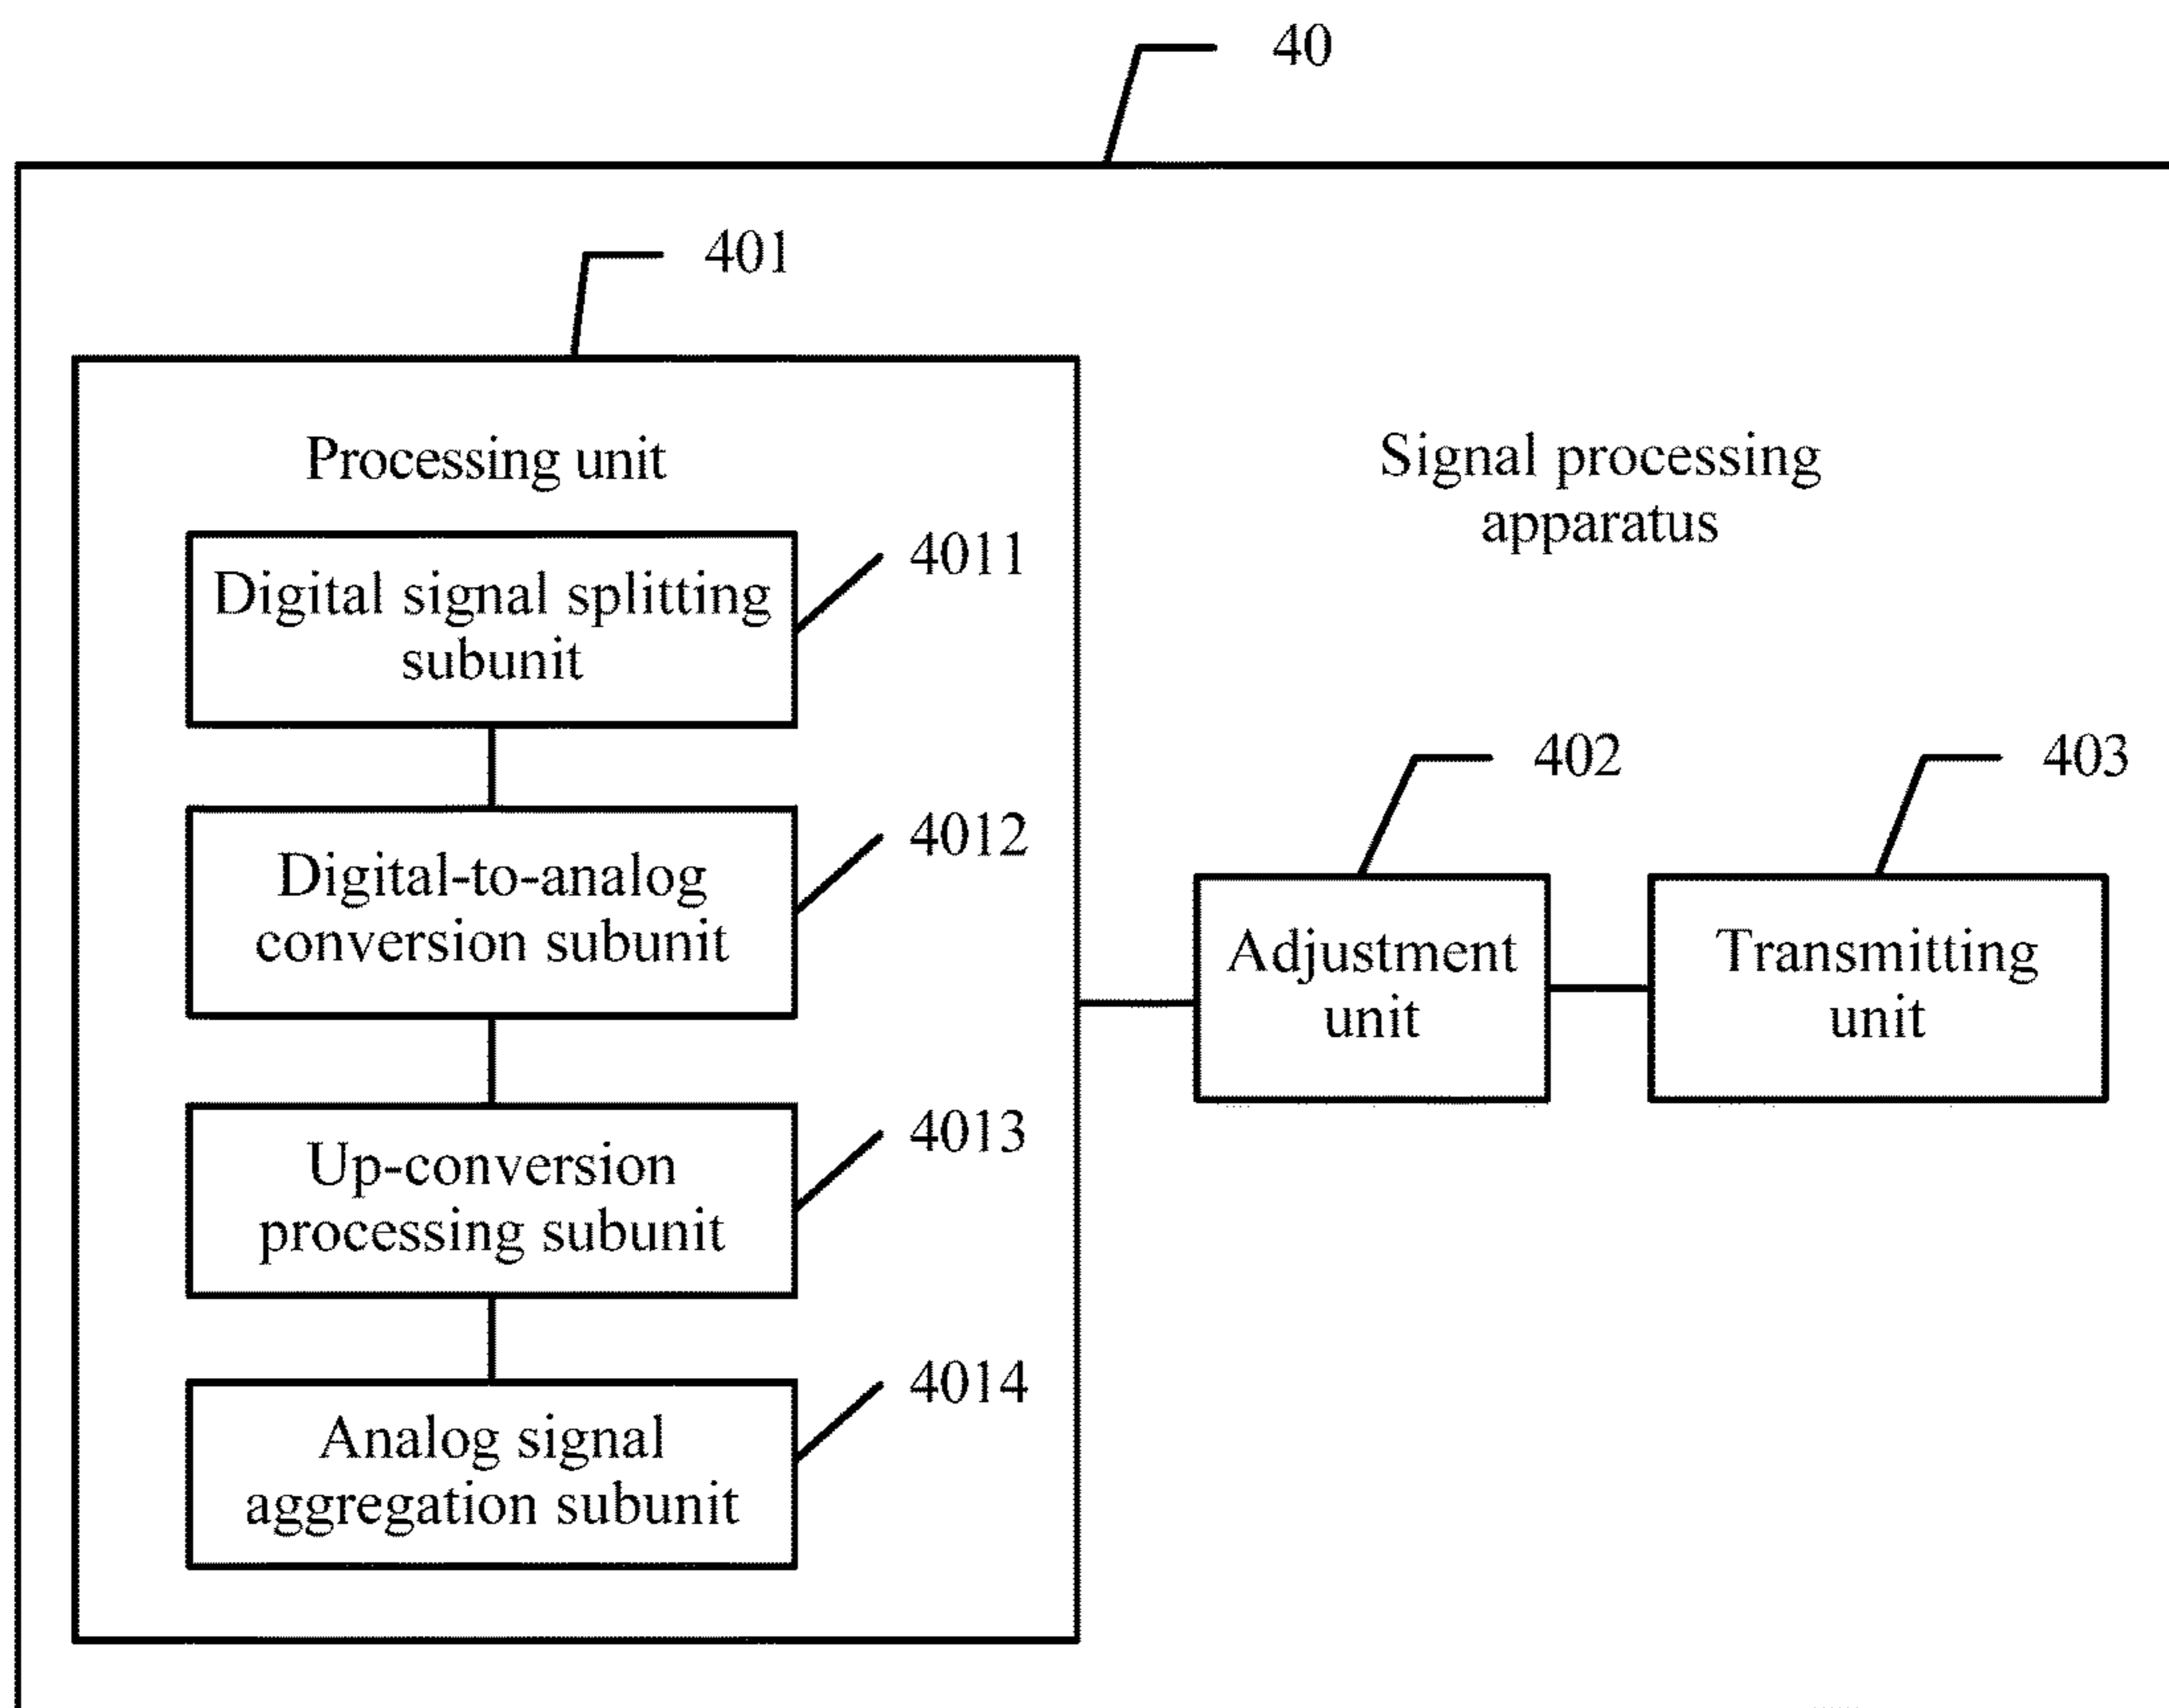 40
401
Processing unit
Signal processing
apparatus
4011
Digital signal splitting
subunit
4012
Digital-to-analog
conversion subunit
402
403
Adjustment
unit
Transmitting
unit
4013
Up-conversion
processing subunit
4014
Analog signal
aggregation subunit